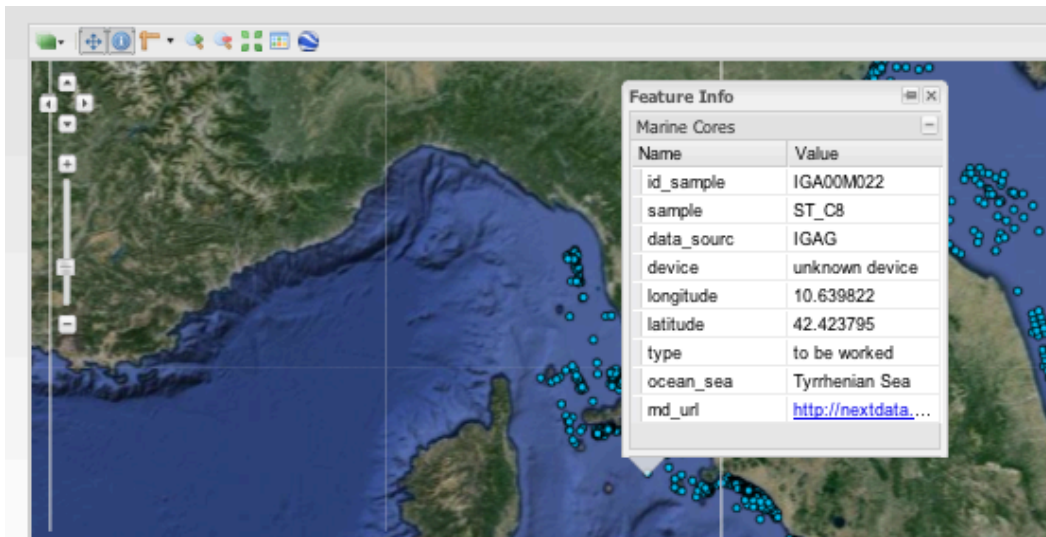 Feature Info
Marine Cores
Name Value
id_sample IGA00M022
sample ST_C8
data_sourc IGAG
device unknown device
longitude 10.639822
latitude 42.423795
type to be worked
ocean_sea Tyrrhenian Sea
md_url http://nextdata....